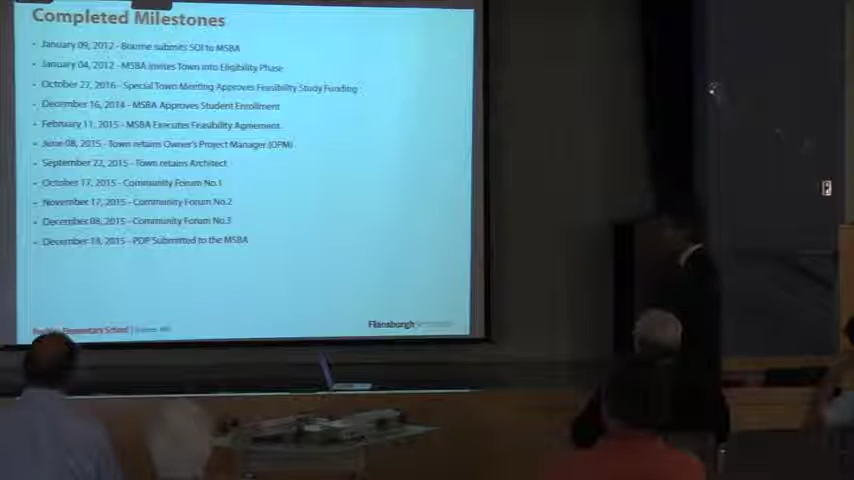 Completed Milestones
- January 09, 2012 - Bourne submits SOI to MSBA
- January 04, 2012 - MSBA invites Town into Eligibility Phase
- October 27, 2016 - Special Town Meeting Approves Feasibility Study Funding
- December 16, 2014 - MSBA Approves Student Enrollment
- February 11, 2015 - MSBA Executes Feasibility Agreement
- June 08, 2015 - Town retains Owner's Project Manager (OPM)
- September 22, 2015 - Town retains Architect
- October 17, 2015 - Community Forum No.1
- November 17, 2015 - Community Forum No.2
- December 08, 2015 - Community Forum No.3
- December 18, 2015 - PDP Submitted to the MSBA
Elementary School
Flansburgh